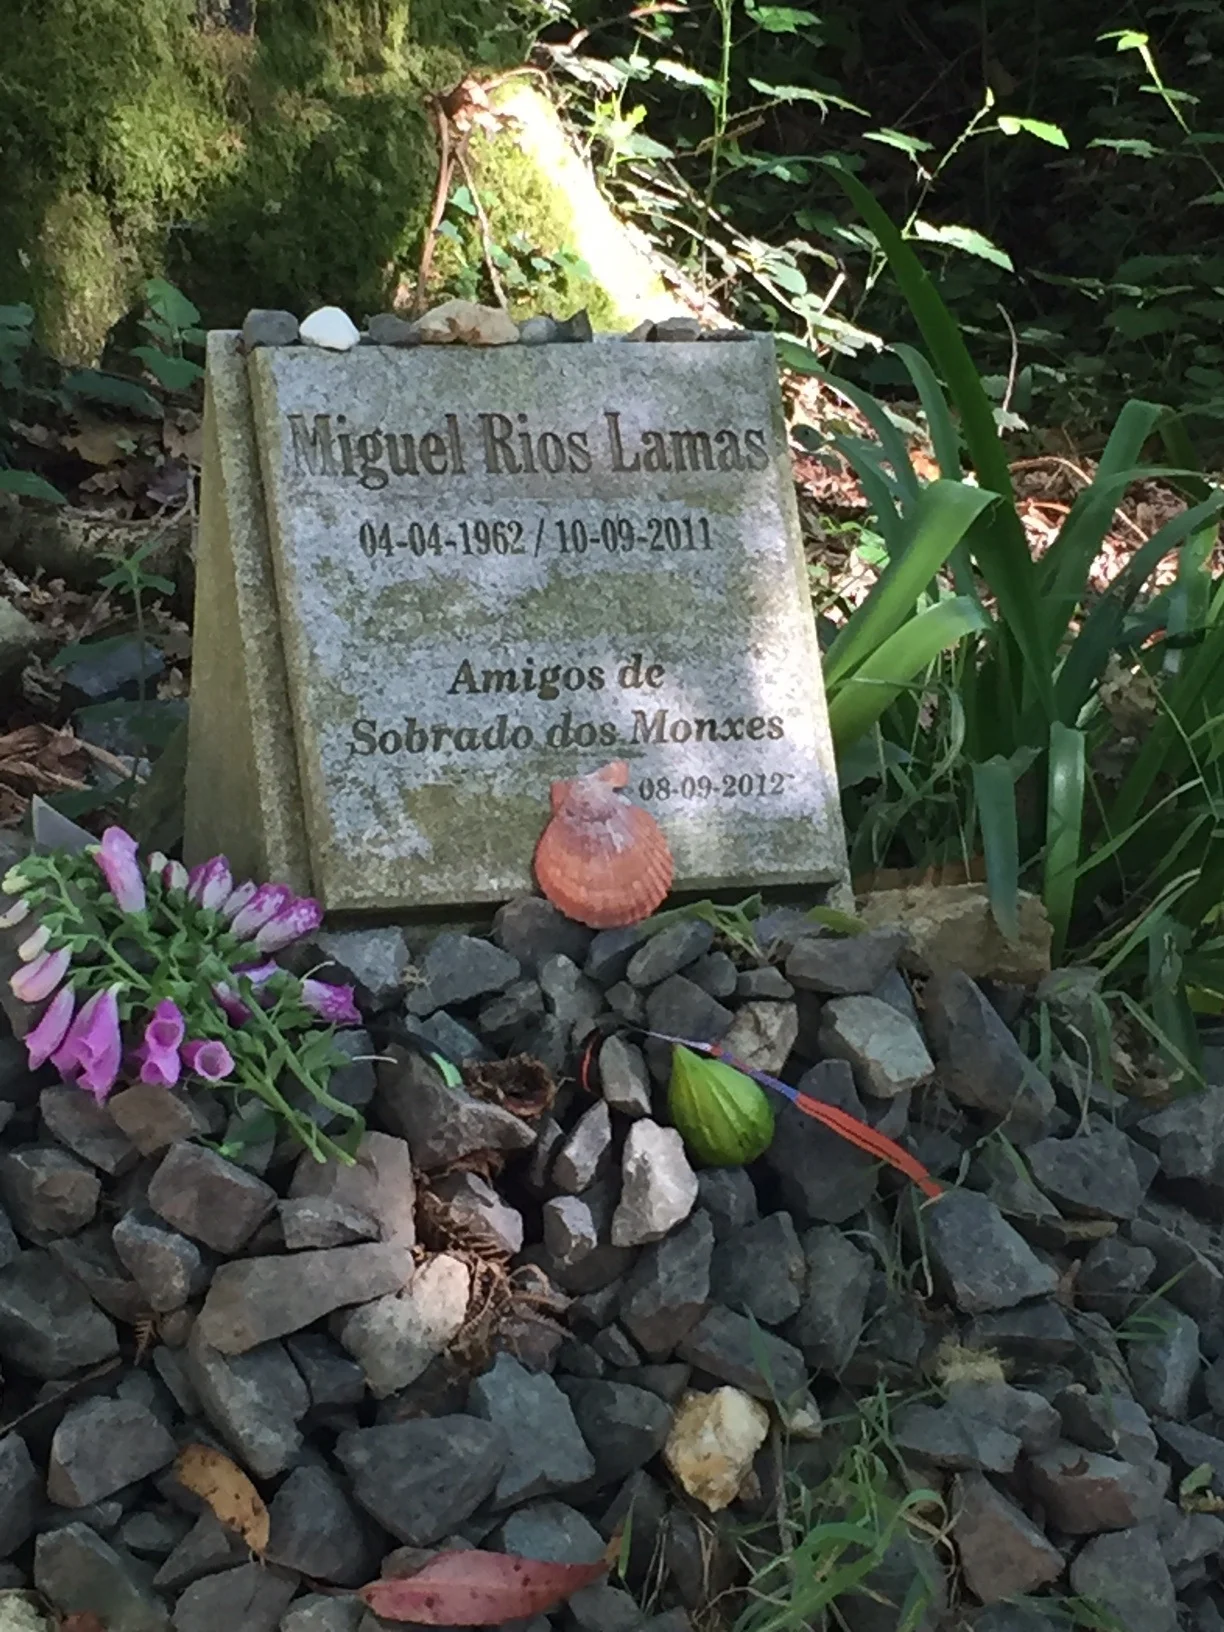 Miguel Rios Lamas
04-04-1962 / 10-09-2011
Amigos de
Sobrado dos Monxes
08-09-2012